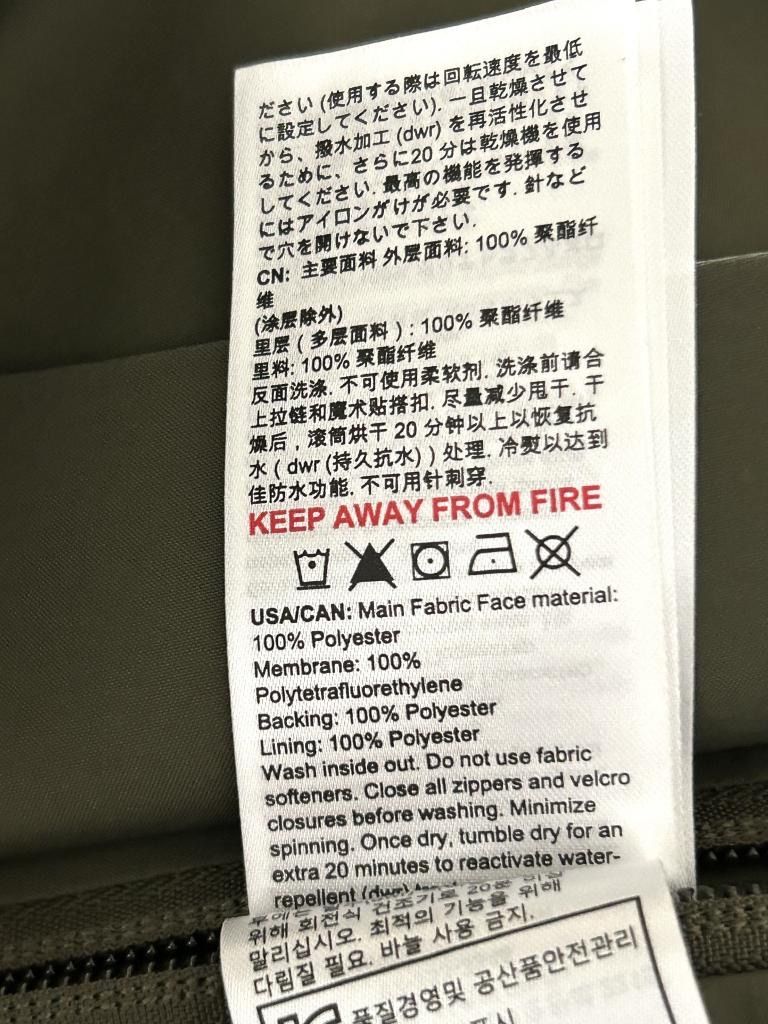 ださい (使用する際は回転速度を最低
に設定してください). 一旦乾燥させて
から、撥水加工 (dwr) を再活性化させ
るために、さらに20 分は乾燥機を使用
してください. 最高の機能を発揮する
にはアイロンがけが必要です. 針など
で穴を開けないで下さい.
CN: 主要面料 外层面料: 100% 聚酯纤
维
(涂层除外)
里层 ( 多层面料 ) : 100% 聚酯纤维
里料: 100% 聚酯纤维
反面洗涤. 不可使用柔软剂. 洗涤前请合
上拉链和魔术贴搭扣. 尽量减少甩干. 干
燥后 , 滚筒烘干 20 分钟以上以恢复抗
水 ( dwr (持久抗水) ) 处理. 冷熨以达到
佳防水功能. 不可用针刺穿.
KEEP AWAY FROM FIRE
USA/CAN: Main Fabric Face material:
100% Polyester
Membrane: 100%
Polytetrafluorethylene
Backing: 100% Polyester
Lining: 100% Polyester
Wash inside out. Do not use fabric
softeners. Close all zippers and velcro
closures before washing. Minimize
spinning. Once dry, tumble dry for an
extra 20 minutes to reactivate water-
repellent (dwr)
위해 회전식 건조기로 20분
말리십시오. 최적의 기능을 위해
다림질 필요. 바늘 사용 금지.
품질경영및 공산품안전관리